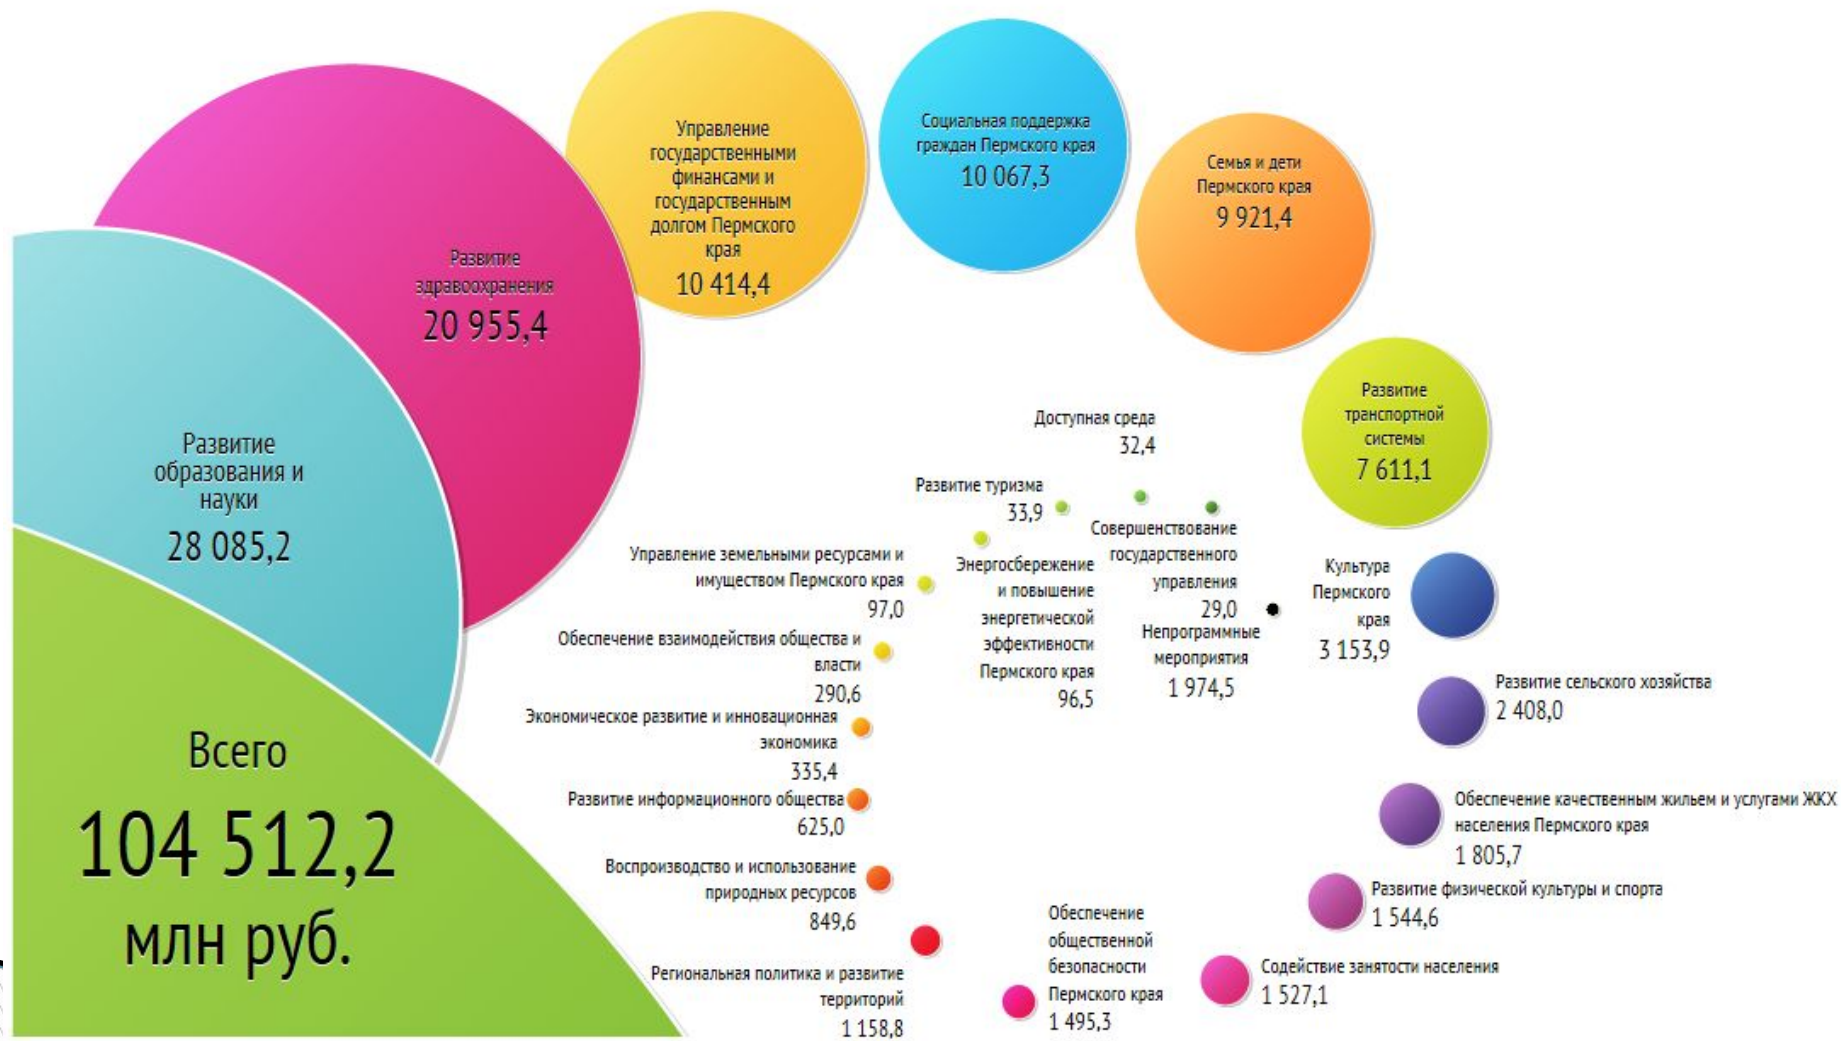 Всего
104 512,2
млн руб.
Развитие
образования и
науки
28 085,2
Развитие
здравоохранения
20 955,4
Управление
государственными
финансами и
государственным
долгом Пермского
края
10 414,4
Социальная поддержка
граждан Пермского края
10 067,3
Семья и дети
Пермского края
9 921,4
Развитие
транспортной
системы
7 611,1
Культура
Пермского
края
3 153,9
Развитие сельского хозяйства
2 408,0
Обеспечение качественным жильем и услугами ЖКХ
населения Пермского края
1 805,7
Развитие физической культуры и спорта
1 544,6
Содействие занятости населения
1 527,1
Обеспечение
общественной
безопасности
Пермского края
1 495,3
Региональная политика и развитие
территорий
1 158,8
Воспроизводство и использование
природных ресурсов
849,6
Развитие информационного общества
625,0
Экономическое развитие и инновационная
экономика
335,4
Обеспечение взаимодействия общества и
власти
290,6
Управление земельными ресурсами и
имуществом Пермского края
97,0
Энергосбережение
и повышение
энергетической
эффективности
Пермского края
96,5
Развитие туризма
33,9
Доступная среда
32,4
Совершенствование
государственного
управления
29,0
Непрограммные
мероприятия
1 974,5